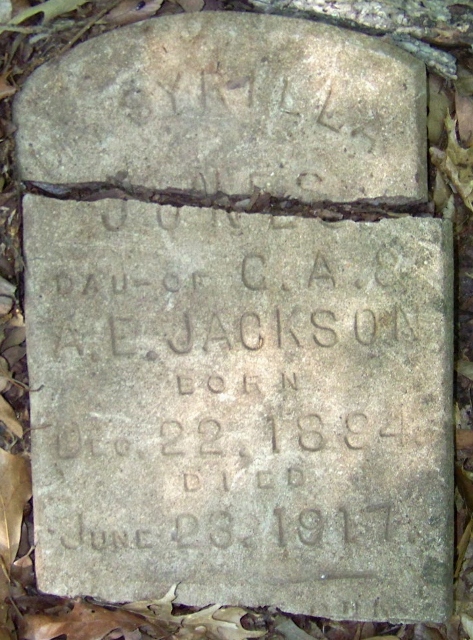 SYRILLA
JONES
DAU-OF C. A. &
A. E. JACKSON
BORN
DEC. 22, 1894.
DIED
JUNE 23. 1917.